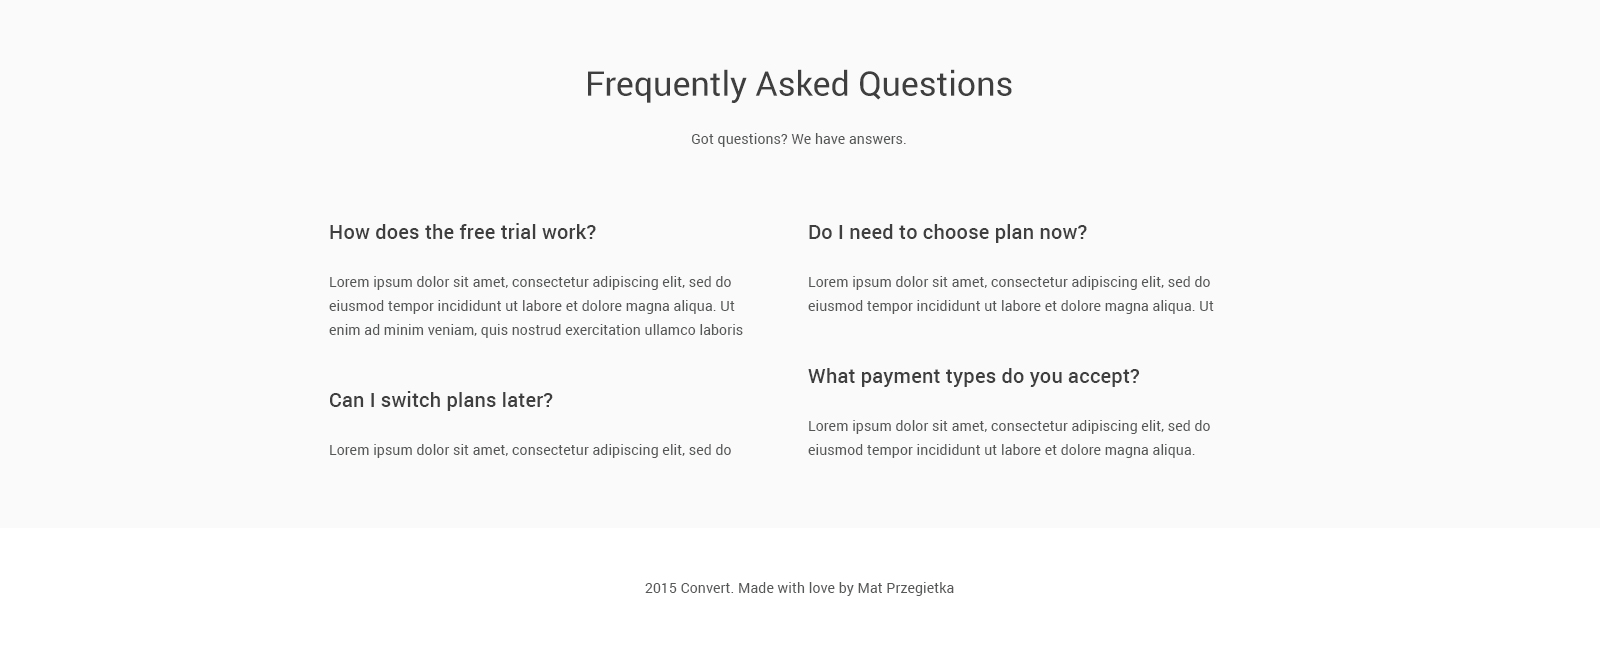 Frequently Asked Questions
Got questions? We have answers.
How does the free trial work?
Lorem ipsum dolor sit amet, consectetur adipiscing elit, sed do
eiusmod tempor incididunt ut labore et dolore magna aliqua. Ut
enim ad minim veniam, quis nostrud exercitation ullamco laboris
Can I switch plans later?
Lorem ipsum dolor sit amet, consectetur adipiscing elit, sed do
Do I need to choose plan now?
Lorem ipsum dolor sit amet, consectetur adipiscing elit, sed do
eiusmod tempor incididunt ut labore et dolore magna aliqua. Ut
What payment types do you accept?
Lorem ipsum dolor sit amet, consectetur adipiscing elit, sed do
eiusmod tempor incididunt ut labore et dolore magna aliqua.
2015 Convert. Made with love by Mat Przegietka